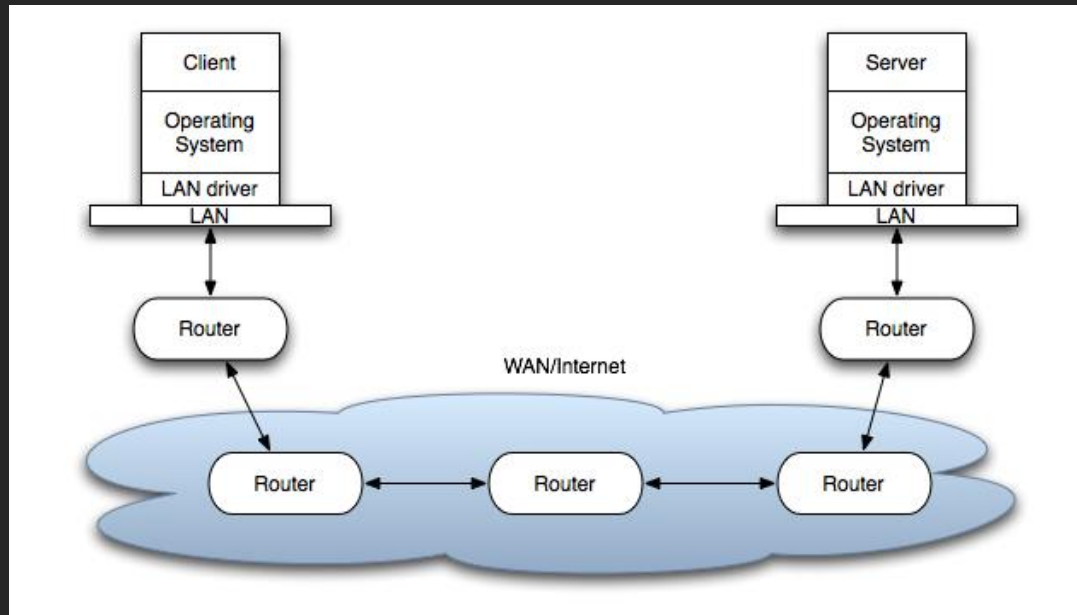 Client
Server
Operating
System
Operating
System
LAN driver
LAN driver
LAN
LAN
Router
Router
WAN/Internet
Router
Router
Router